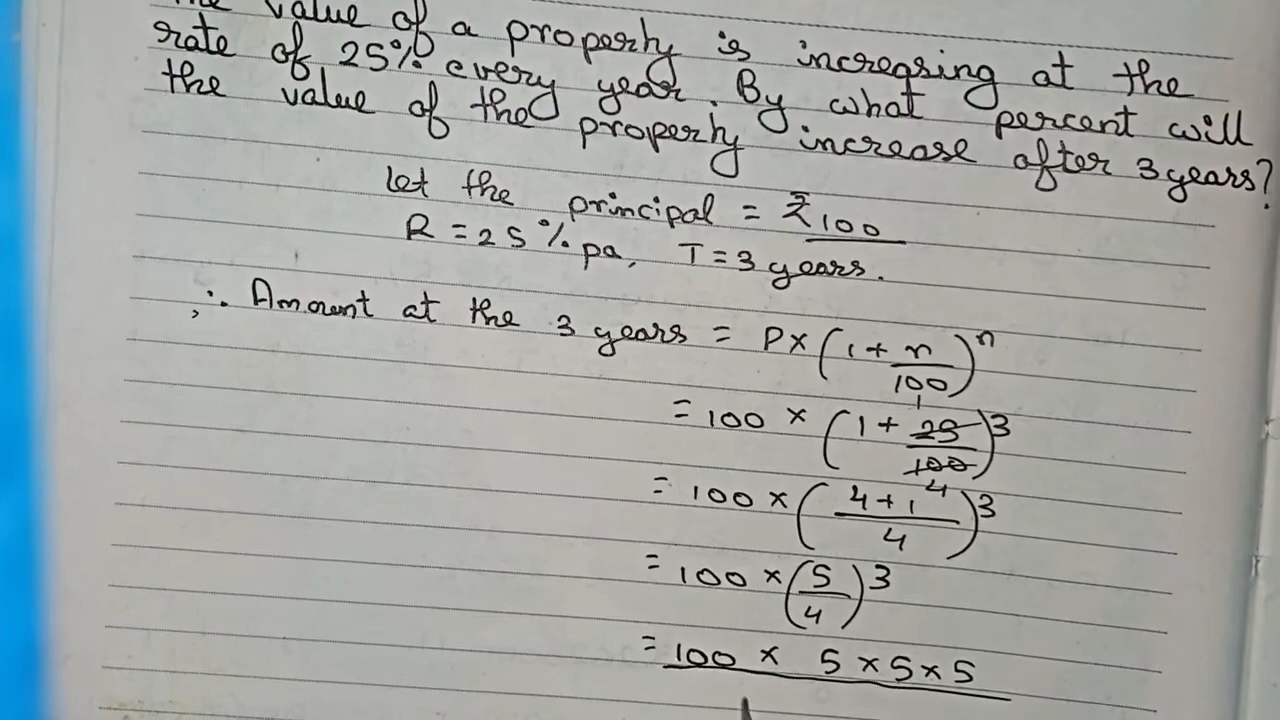 The value of a property is increasing at the
rate of 25% every year. By what percent will
the value of the property increase after 3 years?
Let the principal = ₹100
R = 25% pa, T = 3 years.
∴ Amount at the 3 years = P × (1 + r/100)^n
= 100 × (1 + 25/100)^3
1
4
= 100 × (4+1/4)^3
= 100 × (5/4)^3
= 100 × 5×5×5